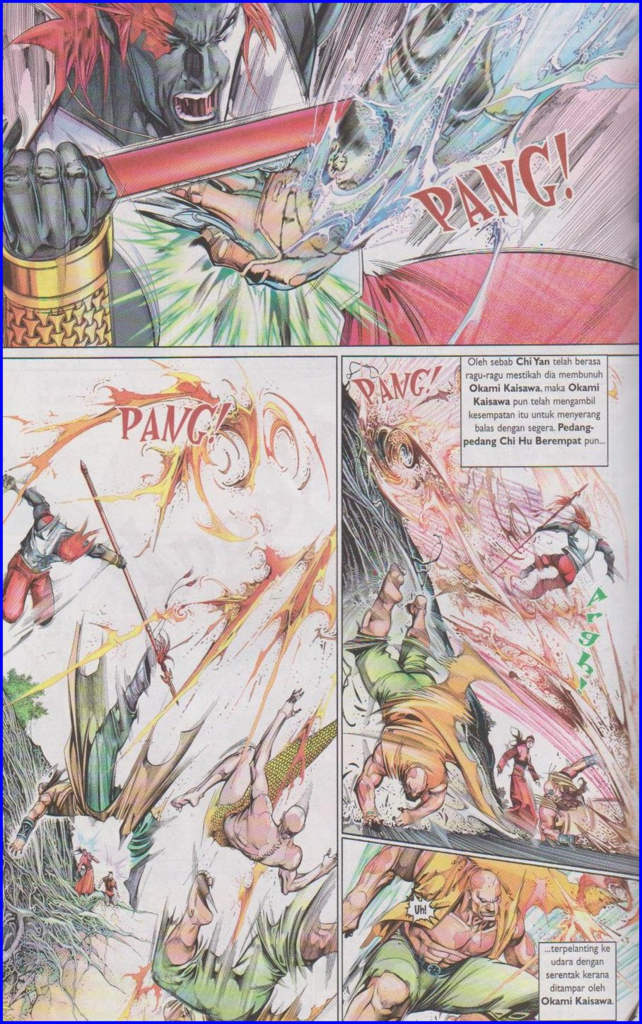 PANG!
PANG!
PANG!
Oleh sebab Chi Yan telah berasa
ragu-ragu mestikah dia membunuh
Okami Kaisawa, maka Okami
Kaisawa pun telah mengambil
kesempatan itu untuk menyerang
balas dengan segera. Pedang-
pedang Chi Hu Berempat pun...
Argh!
Uh!
...terpelanting ke
udara dengan
serentak kerana
ditampar oleh
Okami Kaisawa.